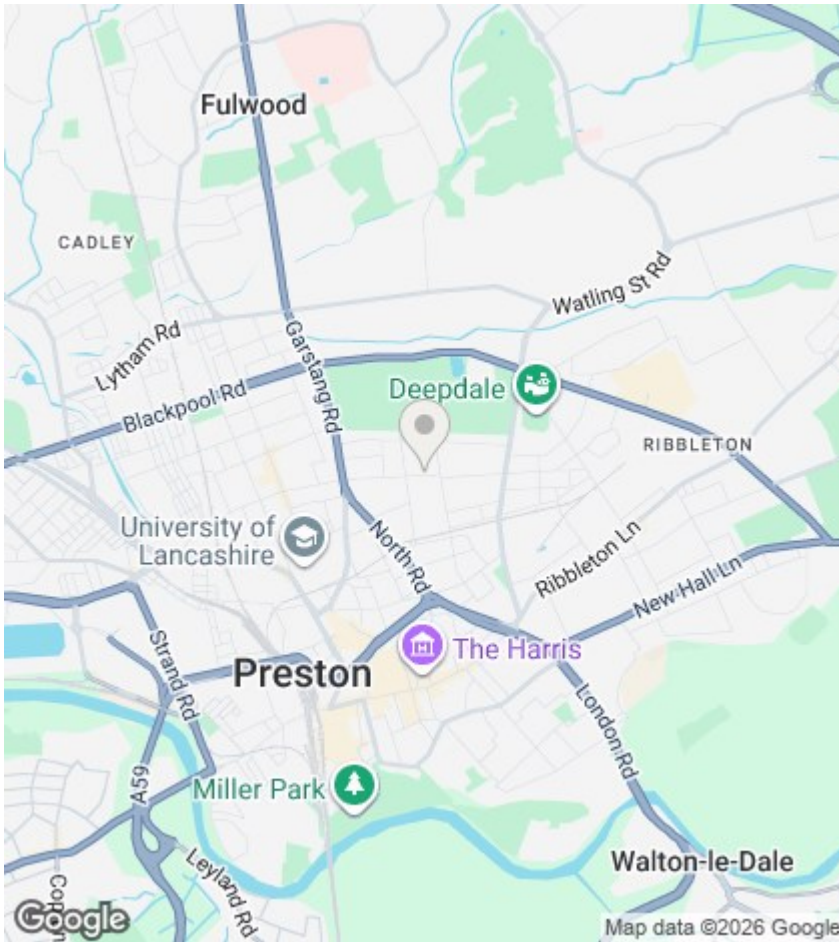 Fulwood
CADLEY
Watling St Rd
Lytham Rd
Garstang Rd
Blackpool Rd
Deepdale
RIBBLETON
University of
Lancashire
North Rd
Ribbleton Ln
New Hall Ln
The Harris
Preston
Strand Rd
London Rd
A59
Miller Park
Leyland Rd
Walton-le-Dale
Google
Map data ©2026 Google